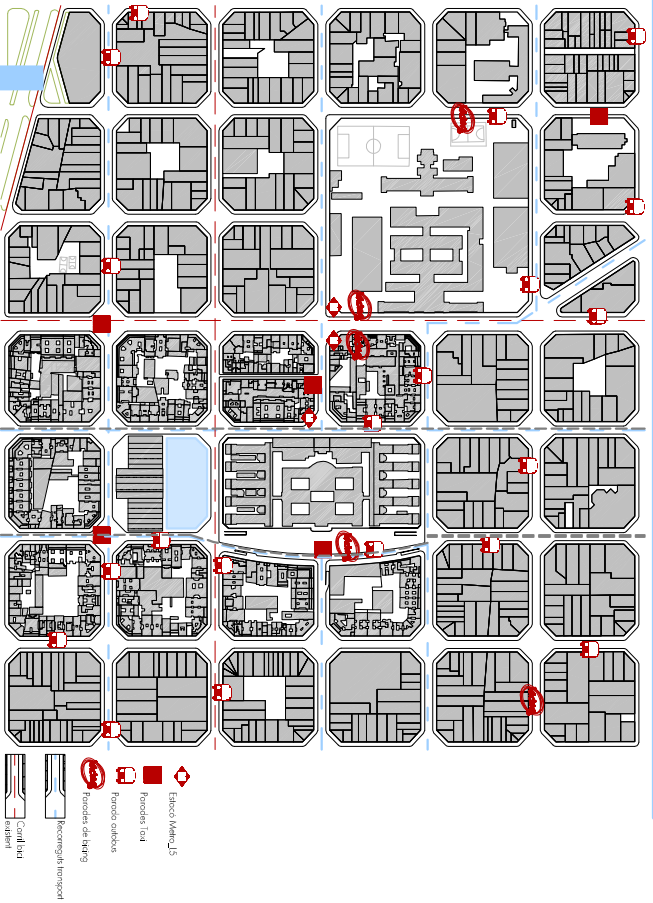 Estació Metro_L5
Parades Taxi
Parada autobus
Parades de bicing
Recorreguts transport
Carril bici
existent